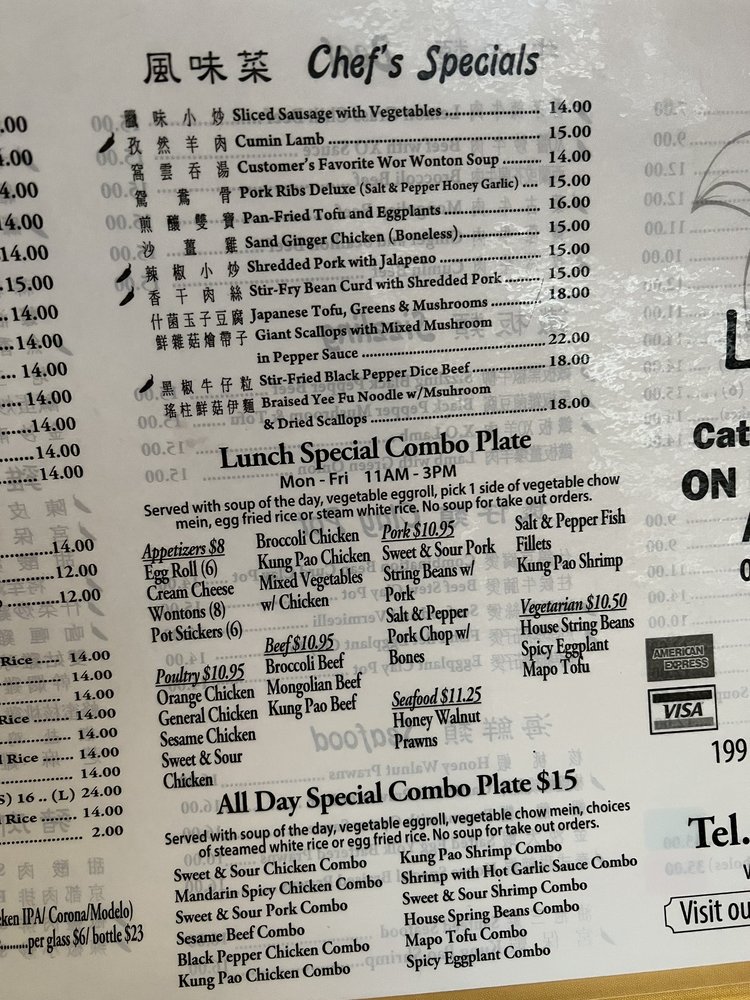 風味菜 Chef's Specials
臘味小炒 Sliced Sausage with Vegetables 14.00
孜然羊肉 Cumin Lamb 15.00
窩雲吞湯 Customer's Favorite Wor Wonton Soup 14.00
鴛鴦骨 Pork Ribs Deluxe (Salt & Pepper Honey Garlic) 15.00
煎釀雙寶 Pan-Fried Tofu and Eggplants 16.00
沙薑雞 Sand Ginger Chicken (Boneless) 15.00
辣椒小炒 Shredded Pork with Jalapeno 15.00
香干肉絲 Stir-Fry Bean Curd with Shredded Pork 15.00
什菌玉子豆腐 Japanese Tofu, Greens & Mushrooms 18.00
鮮雜菇燴帶子 Giant Scallops with Mixed Mushroom
in Pepper Sauce 22.00
黑椒牛仔粒 Stir-Fried Black Pepper Dice Beef 18.00
瑤柱鮮菇伊麵 Braised Yee Fu Noodle w/Msuhroom
& Dried Scallops 18.00
Lunch Special Combo Plate
Mon - Fri 11AM - 3PM
Served with soup of the day, vegetable eggroll, pick 1 side of vegetable chow
mein, egg fried rice or steam white rice. No soup for take out orders.
Appetizers $8
Egg Roll (6)
Cream Cheese
Wontons (8)
Pot Stickers (6)
Poultry $10.95
Orange Chicken
General Chicken
Sesame Chicken
Sweet & Sour
Chicken
Broccoli Chicken
Kung Pao Chicken
Mixed Vegetables
w/ Chicken
Beef $10.95
Broccoli Beef
Mongolian Beef
Kung Pao Beef
Pork $10.95
Sweet & Sour Pork
String Beans w/
Pork
Salt & Pepper
Pork Chop w/
Bones
Seafood $11.25
Honey Walnut
Prawns
Salt & Pepper Fish
Fillets
Kung Pao Shrimp
Vegetarian $10.50
House String Beans
Spicy Eggplant
Mapo Tofu
All Day Special Combo Plate $15
Served with soup of the day, vegetable eggroll, vegetable chow mein, choices
of steamed white rice or egg fried rice. No soup for take out orders.
Sweet & Sour Chicken Combo
Mandarin Spicy Chicken Combo
Sweet & Sour Pork Combo
Sesame Beef Combo
Black Pepper Chicken Combo
Kung Pao Chicken Combo
Kung Pao Shrimp Combo
Shrimp with Hot Garlic Sauce Combo
Sweet & Sour Shrimp Combo
House Spring Beans Combo
Mapo Tofu Combo
Spicy Eggplant Combo
.00
4.00
4.00
14.00
14.00
15.00
14.00
14.00
14.00
14.00
14.00
14.00
14.00
14.00
12.00
12.00
Rice 14.00
14.00
14.00
Rice 14.00
14.00
Rice 14.00
14.00
S) 16 .. (L) 24.00
Rice 14.00
2.00
ken IPA/ Corona/Modelo)
per glass $6/ bottle $23
L
Cat
ON
AMERICAN
EXPRESS
VISA
199
Tel.
Visit ou